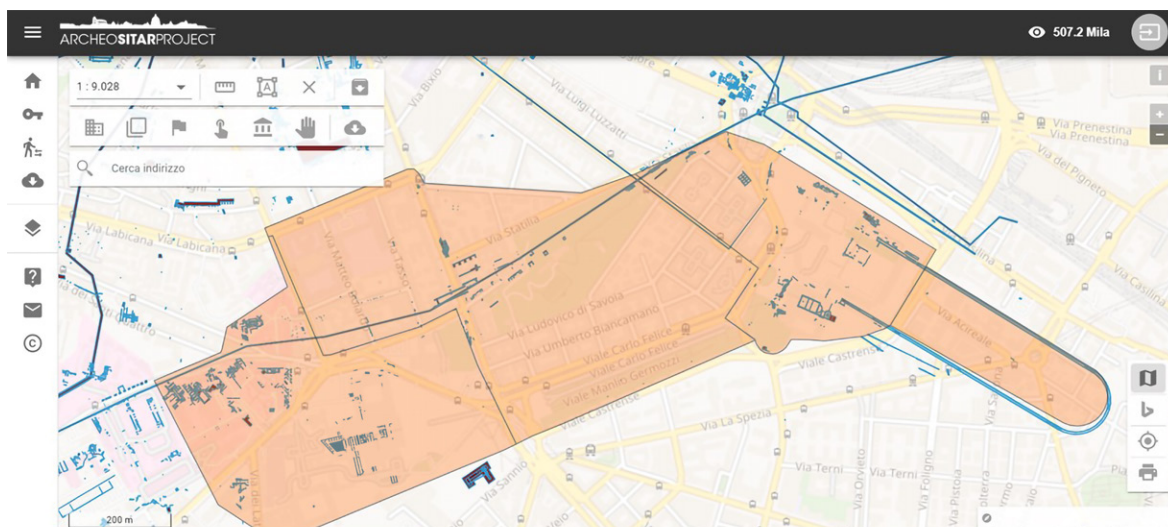 ARCHEOSITARPROJECT
507.2 Mila
1 : 9.028
Cerca indirizzo
Via Bixio
Via Luigi Luzzatti
Via Prenestina
Via Prenestina
Via del Pigneto
Via Labicana
Via Labicana
Via Matteo
Via Tasso
Via Statilia
Via Casilina
Via Ludovico di Savoia
Via Umberto Biancamano
Viale Carlo Felice
Viale Carlo Felice
Viale Manlio Germozzi
Viale Castrense
Viale Castrense
Via Acireale
Via La Spezia
Via Sannio
Via Terni
Via Terni
Via Orvieto
Via Foligno
Via Pistoia
200 m